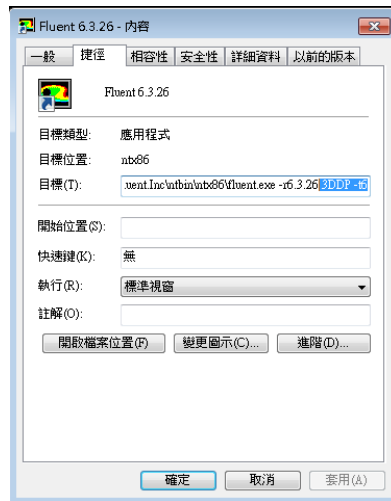 Fluent 6.3.26 - 內容
一般 捷徑 相容性 安全性 詳細資料 以前的版本
Fluent 6.3.26
目標類型: 應用程式
目標位置: ntx86
目標(T): uent.Inc\ntbin\ntx86\fluent.exe -r6.3.26 3DDP -t6
開始位置(S):
快速鍵(K): 無
執行(R): 標準視窗
註解(O):
開啟檔案位置(F) 變更圖示(C)... 進階(D)...
確定 取消 套用(A)